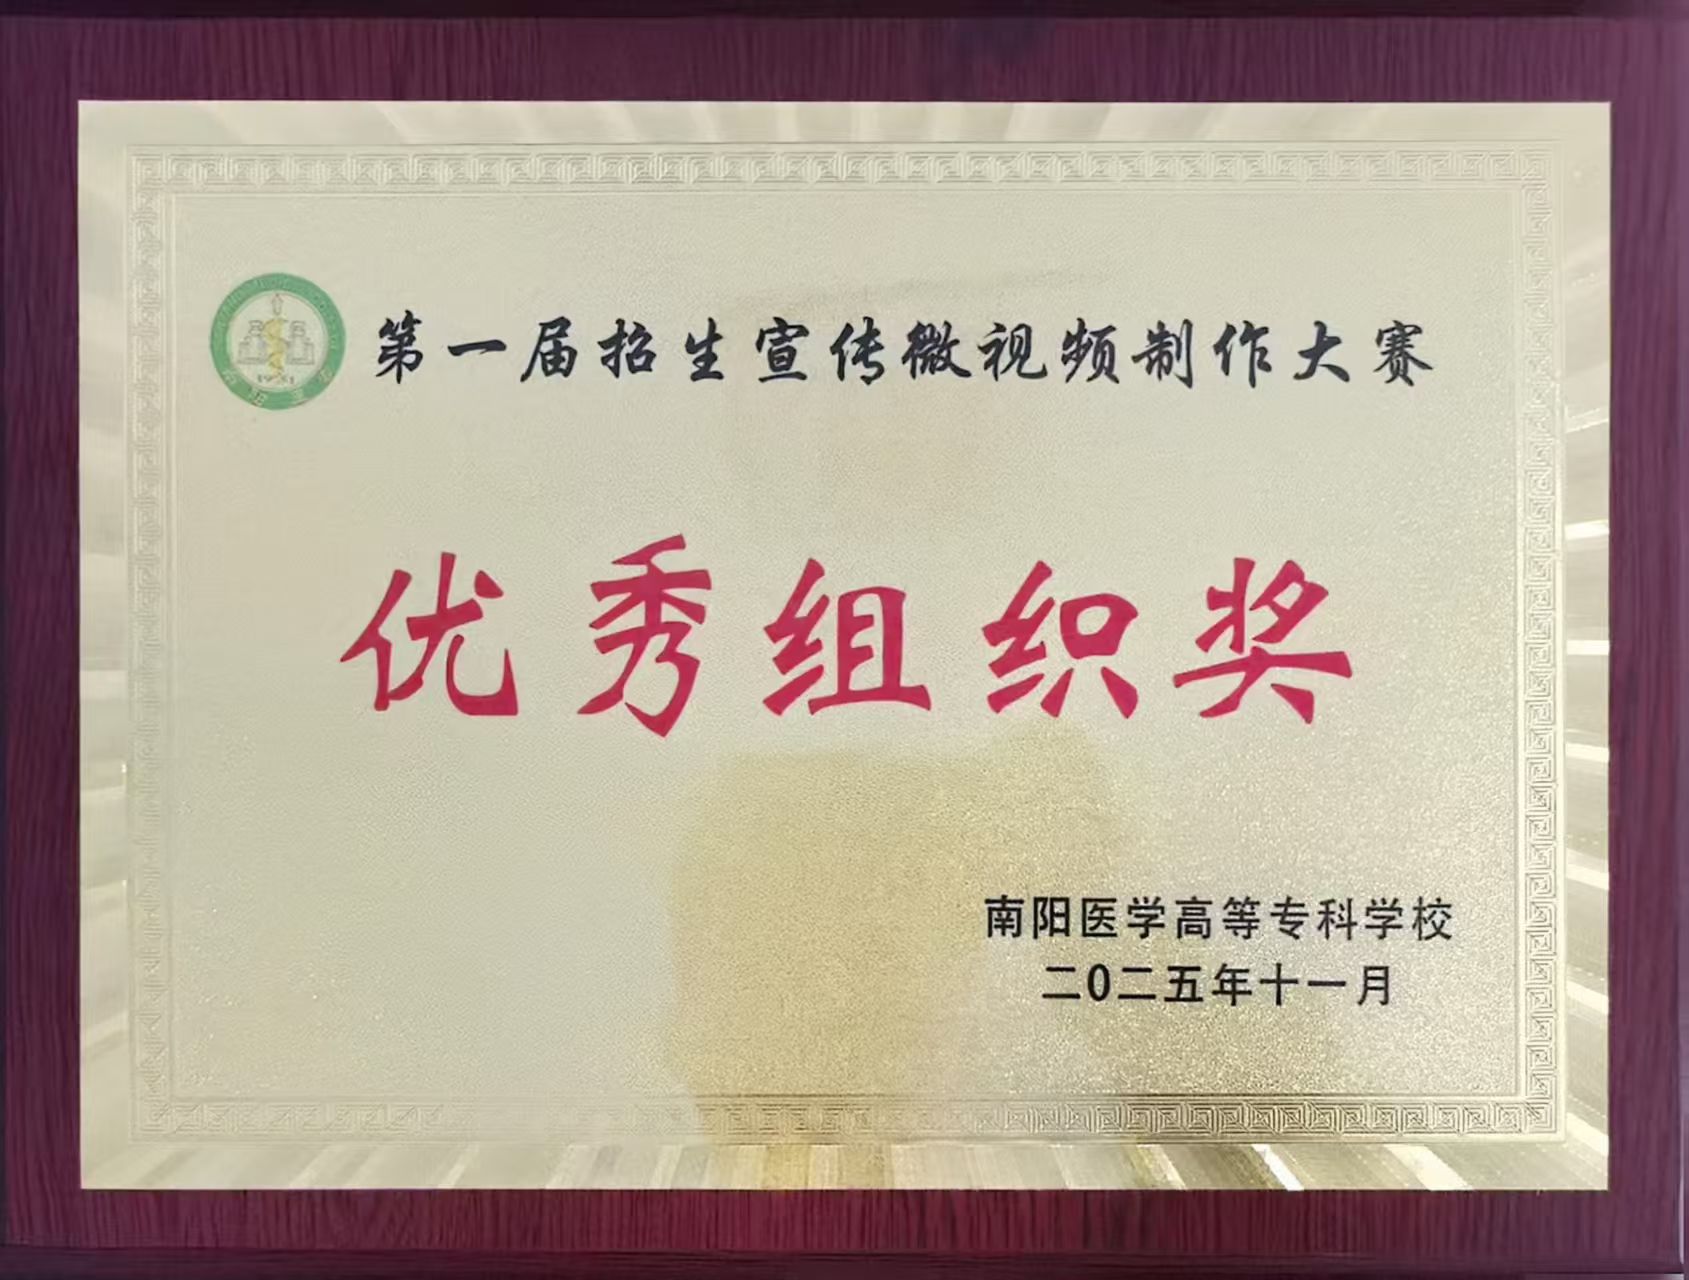 第一届招生宣传微视频制作大赛
优秀组织奖
南阳医学高等专科学校
二0二五年十一月